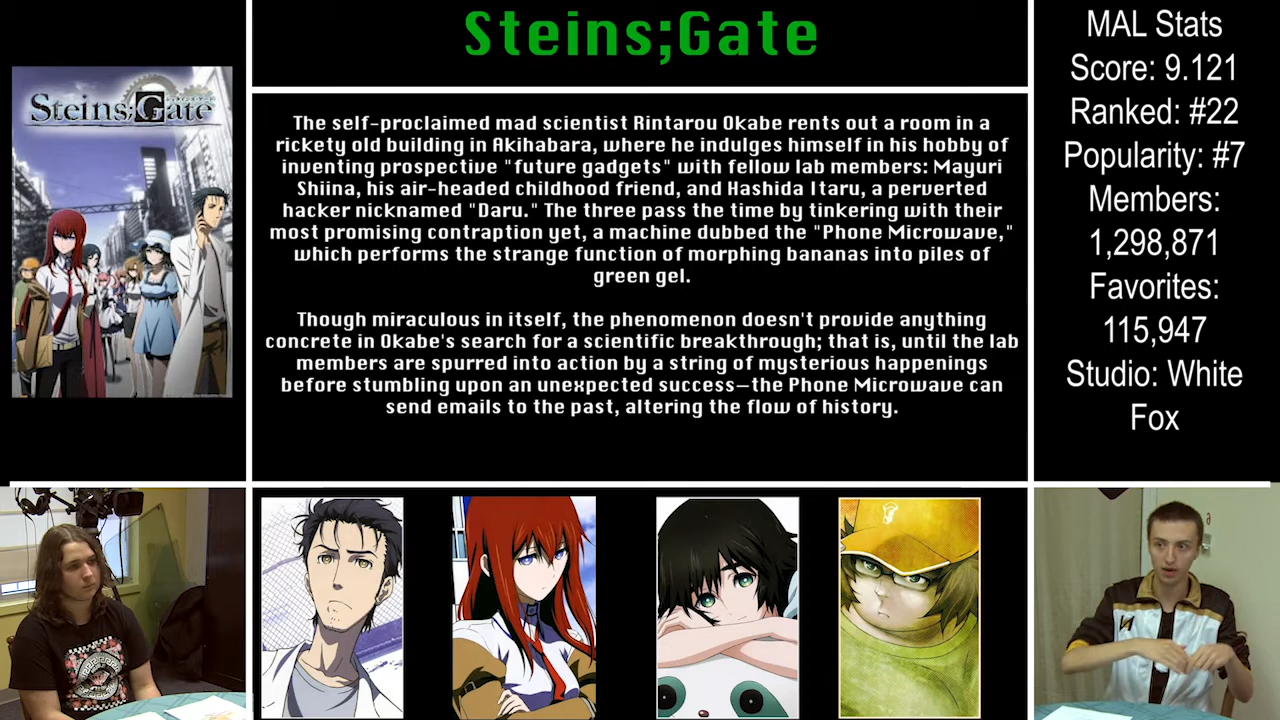 Steins;Gate
Steins;Gate
The self-proclaimed mad scientist Rintarou Okabe rents out a room in a
rickety old building in Akihabara, where he indulges himself in his hobby of
inventing prospective "future gadgets" with fellow lab members: Mayuri
Shiina, his air-headed childhood friend, and Hashida Itaru, a perverted
hacker nicknamed "Daru." The three pass the time by tinkering with their
most promising contraption yet, a machine dubbed the "Phone Microwave,"
which performs the strange function of morphing bananas into piles of
green gel.
Though miraculous in itself, the phenomenon doesn't provide anything
concrete in Okabe's search for a scientific breakthrough; that is, until the lab
members are spurred into action by a string of mysterious happenings
before stumbling upon an unexpected success—the Phone Microwave can
send emails to the past, altering the flow of history.
MAL Stats
Score: 9.121
Ranked: #22
Popularity: #7
Members:
1,298,871
Favorites:
115,947
Studio: White
Fox